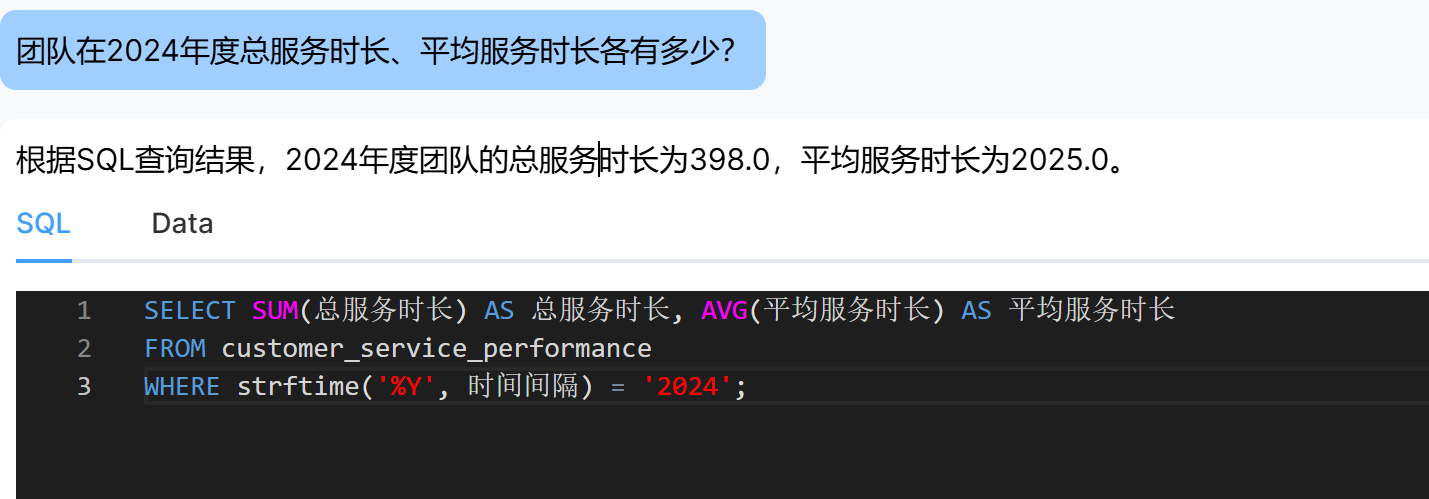 团队在2024年度总服务时长、平均服务时长各有多少?
根据SQL查询结果，2024年度团队的总服务时长为398.0，平均服务时长为2025.0。
SQL Data
1 SELECT SUM(总服务时长) AS 总服务时长, AVG(平均服务时长) AS 平均服务时长
2 FROM customer_service_performance
3 WHERE strftime('%Y', 时间间隔) = '2024';